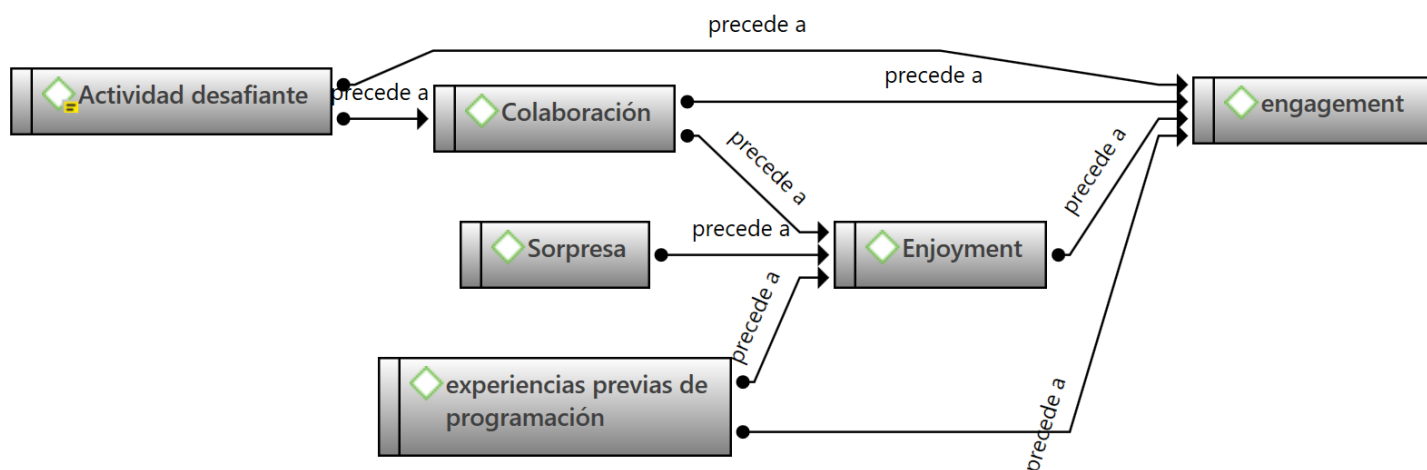 precede a
Actividad desafiante
precede a
Colaboración
precede a
engagement
precede a
Sorpresa
precede a
Enjoyment
precede a
precede a
experiencias previas de
programación
precede a